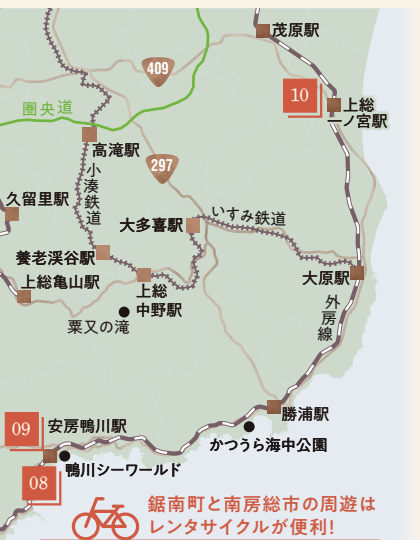 茂原駅
409
10
上総
一ノ宮駅
圏央道
高滝駅
297
小湊鉄道
久留里駅
大多喜駅
いすみ鉄道
養老渓谷駅
大原駅
上総亀山駅
上総
中野駅
粟又の滝
外房線
勝浦駅
09
安房鴨川駅
かつうら海中公園
鴨川シーワールド
08
鋸南町と南房総市の周遊は
レンタサイクルが便利!